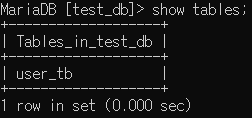 MariaDB [test_db]> show tables;
+-------------------+
| Tables_in_test_db |
+-------------------+
| user_tb           |
+-------------------+
1 row in set (0.000 sec)